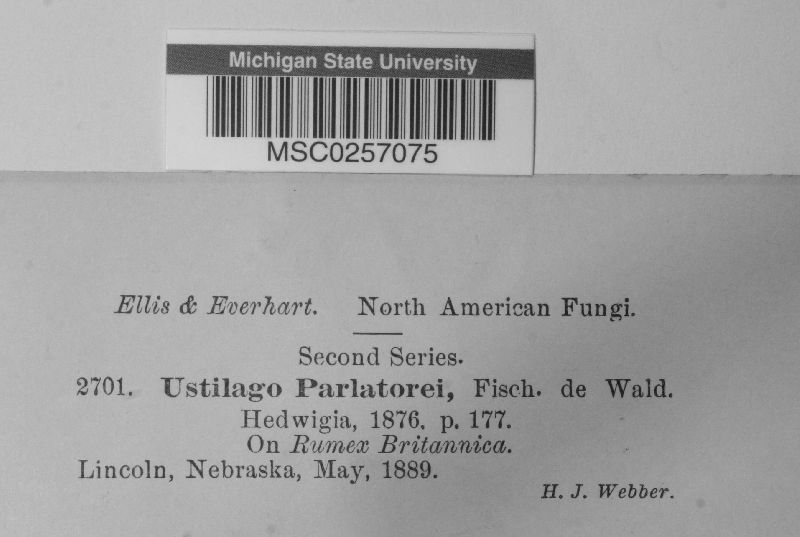 Michigan State University
MSC0257075
Ellis & Everhart. North American Fungi.
Second Series.
2701. Ustilago Parlatorei, Fisch. de Wald.
Hedwigia, 1876, p. 177.
On Rumex Britannica.
Lincoln, Nebraska, May, 1889.
H. J. Webber.